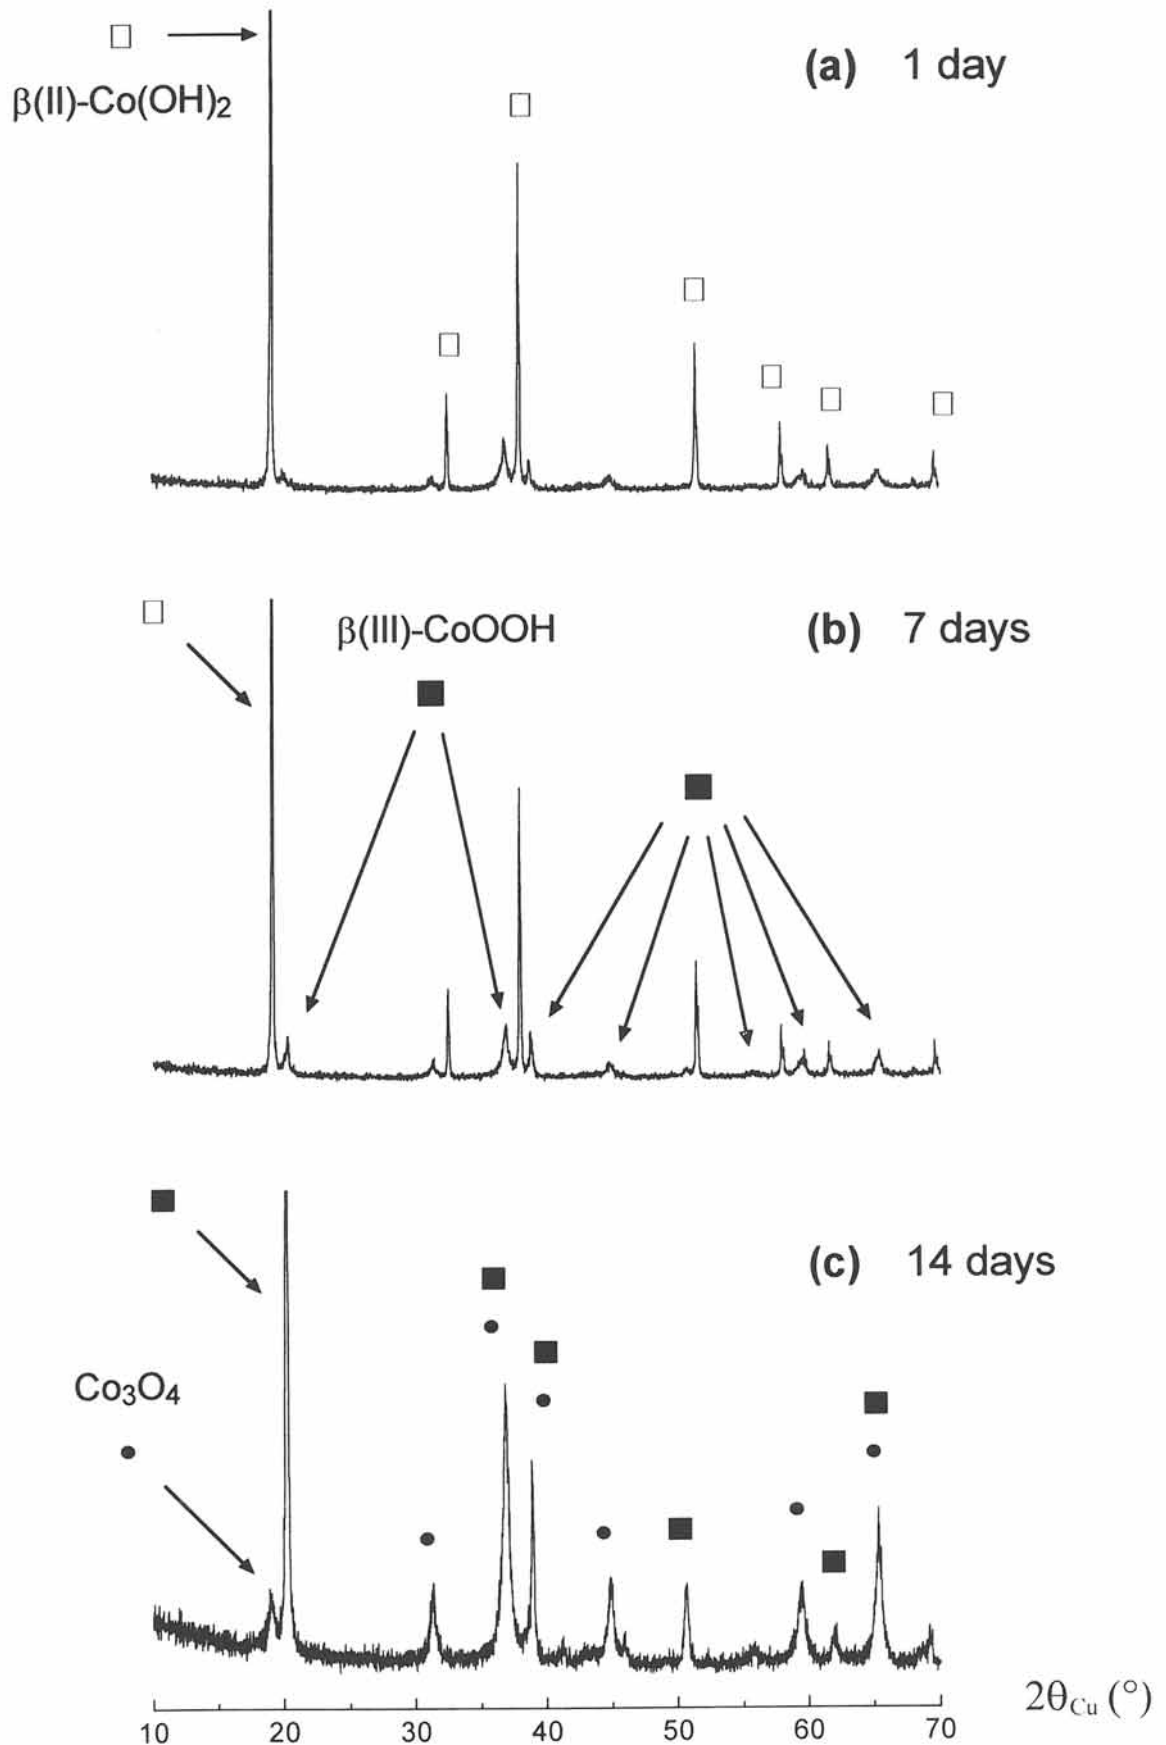 β(II)-Co(OH)₂
(a) 1 day
β(III)-CoOOH
(b) 7 days
(c) 14 days
Co₃O₄
10 20 30 40 50 60 70
2θCu (°)